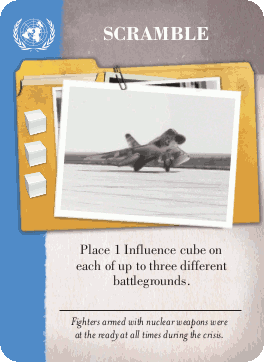 SCRAMBLE
Place 1 Influence cube on
each of up to three different
battlegrounds.
Fighters armed with nuclear weapons were
at the ready at all times during the crisis.